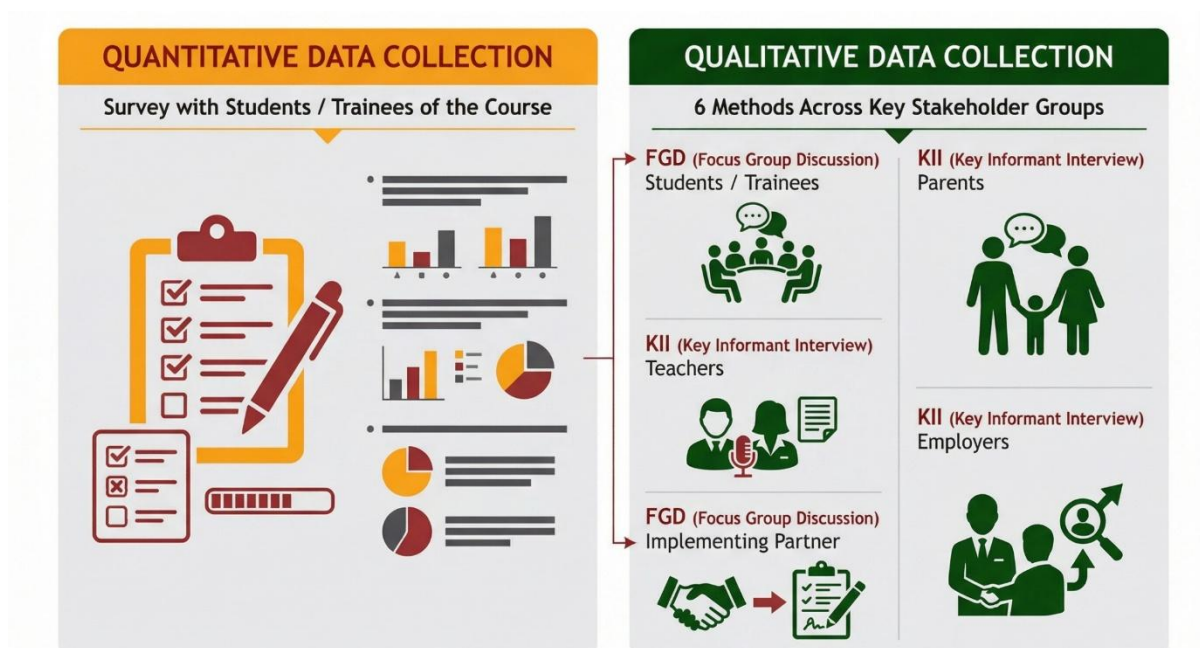 QUANTITATIVE DATA COLLECTION
Survey with Students / Trainees of the Course
QUALITATIVE DATA COLLECTION
6 Methods Across Key Stakeholder Groups
FGD (Focus Group Discussion)
Students / Trainees
KII (Key Informant Interview)
Teachers
FGD (Focus Group Discussion)
Implementing Partner
KII (Key Informant Interview)
Parents
KII (Key Informant Interview)
Employers